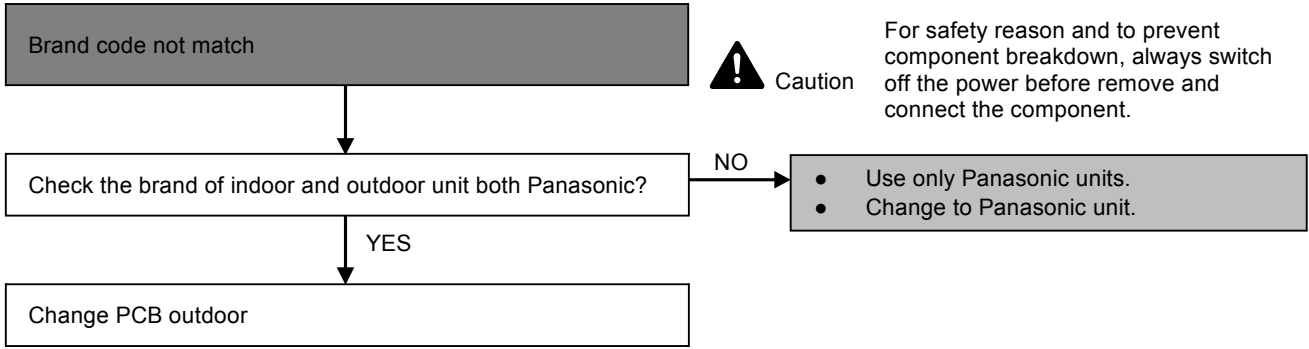 Brand code not match
Caution
For safety reason and to prevent
component breakdown, always switch
off the power before remove and
connect the component.
Check the brand of indoor and outdoor unit both Panasonic?
NO
● Use only Panasonic units.
● Change to Panasonic unit.
YES
Change PCB outdoor